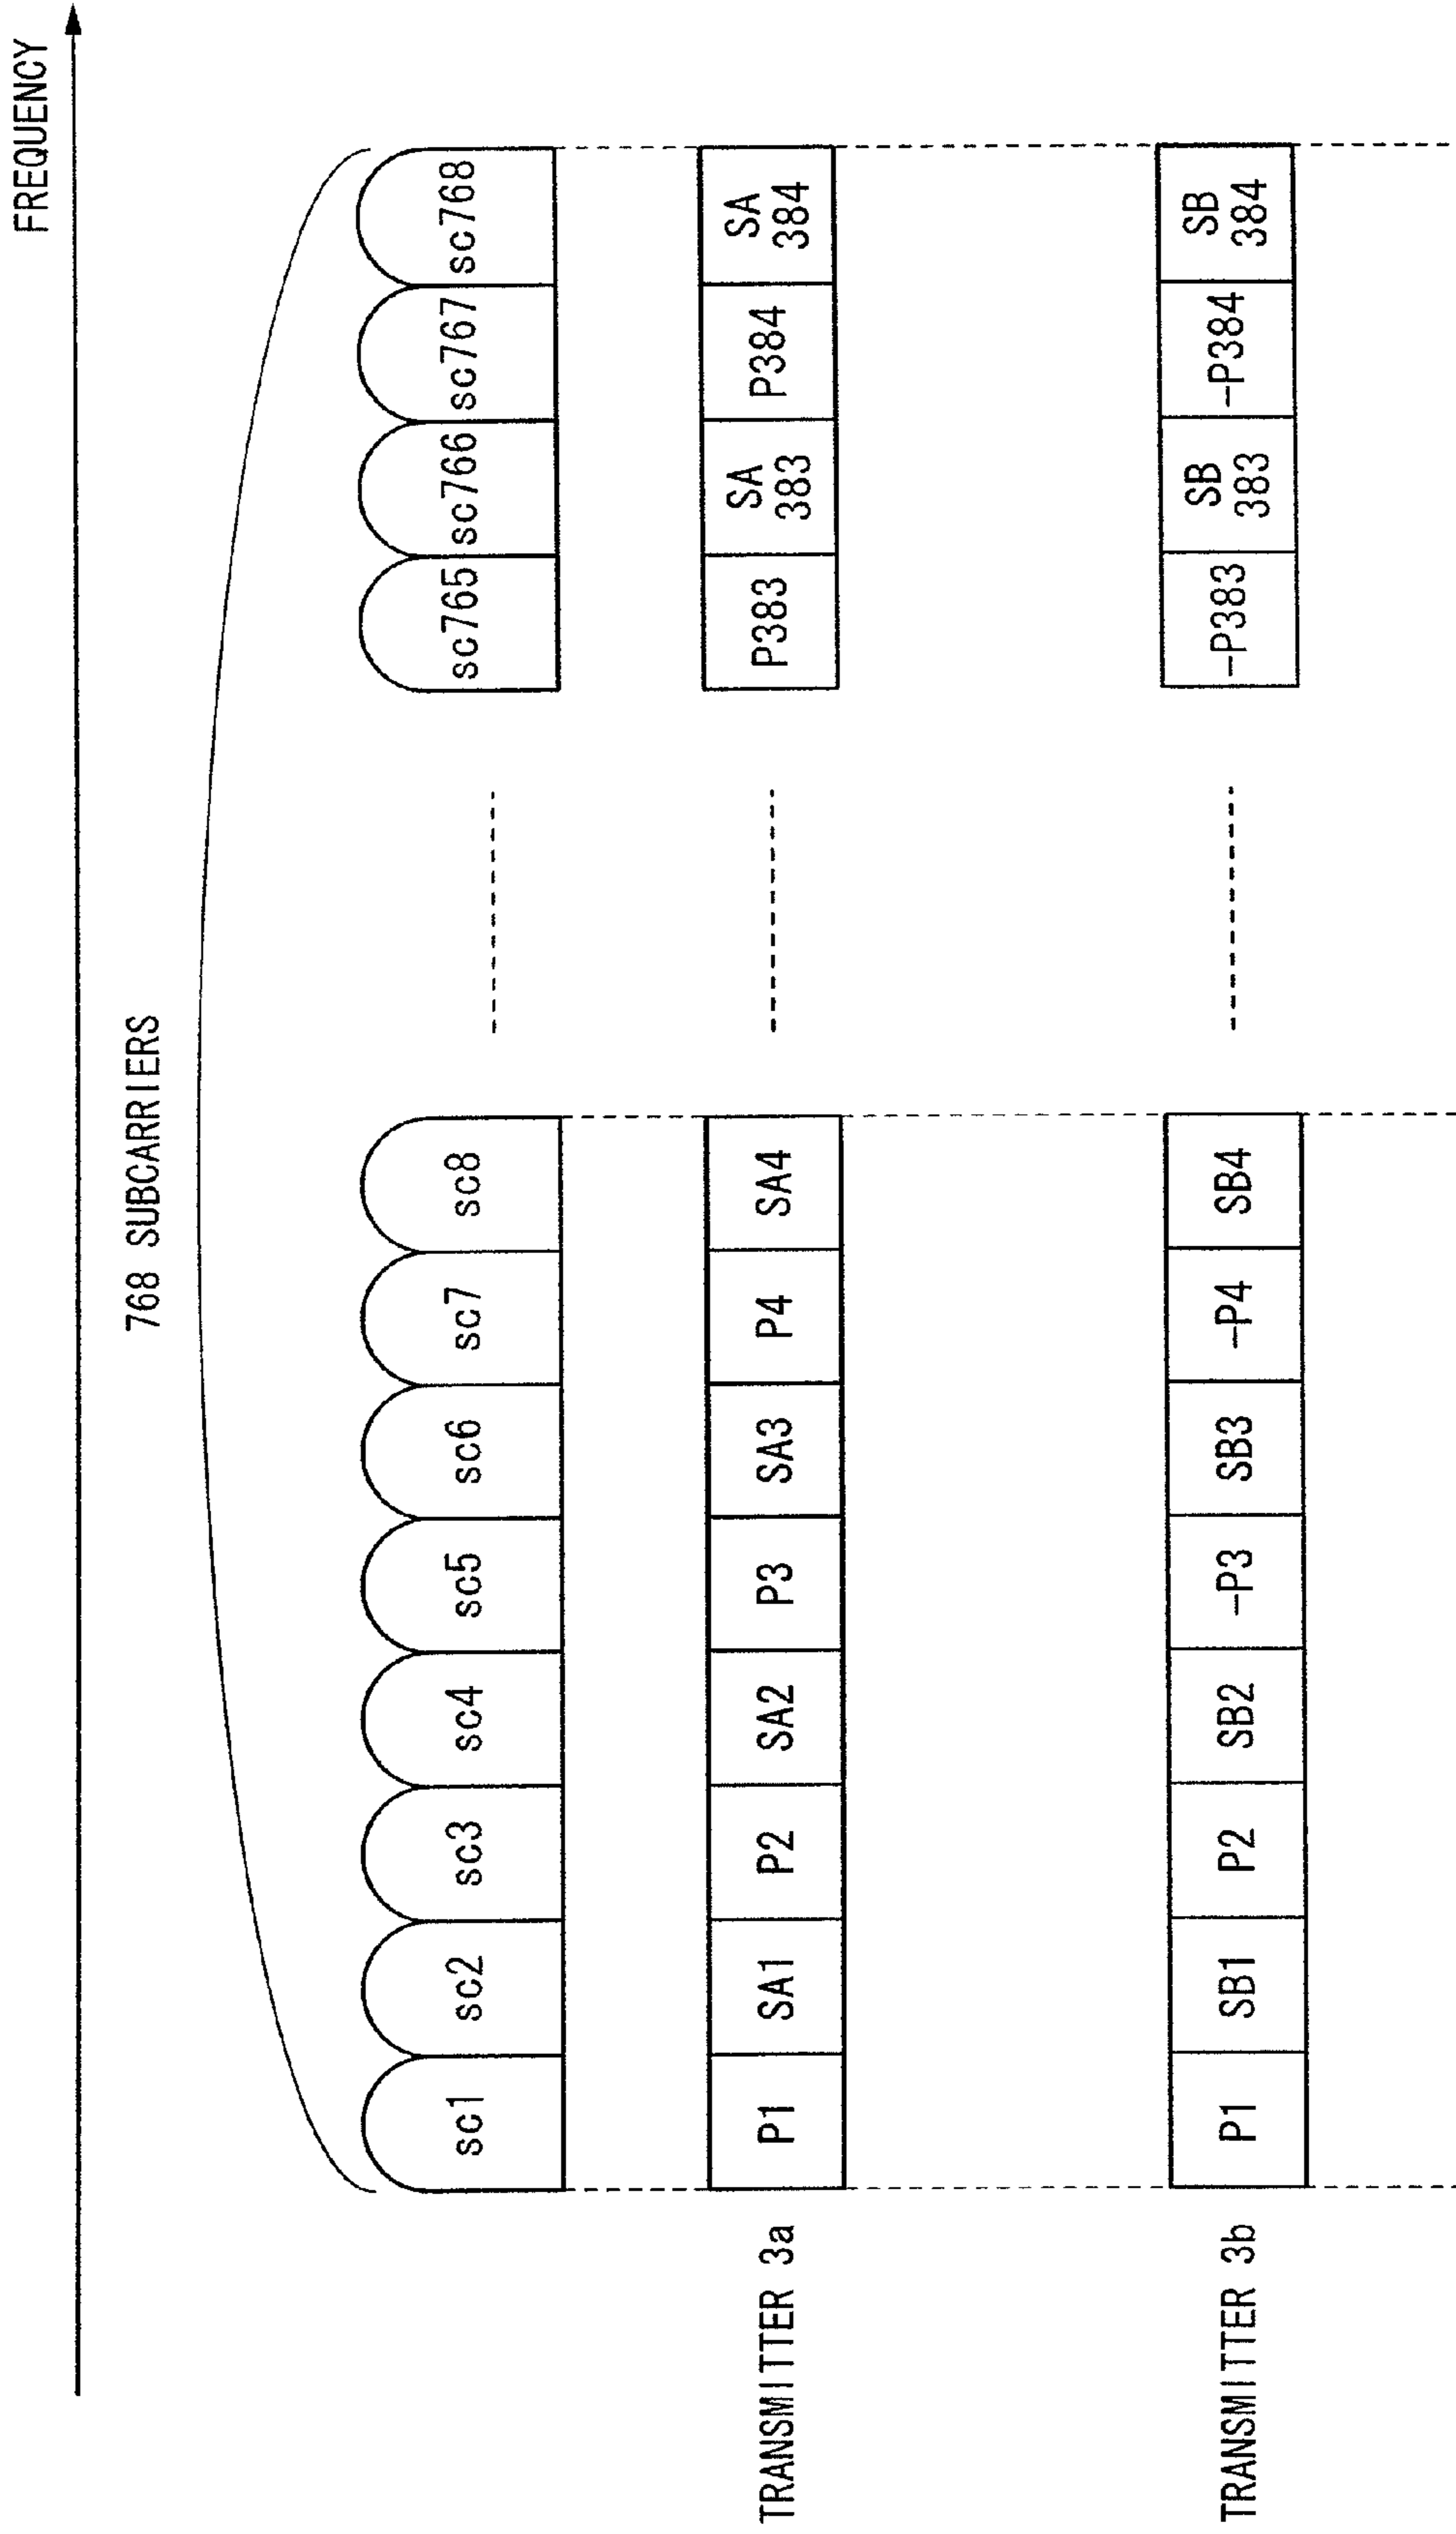 FREQUENCY
768 SUBCARRIERS
sc1 sc2 sc3 sc4 sc5 sc6 sc7 sc8 sc765 sc766 sc767 sc768
TRANSMITTER 3a P1 SA1 P2 SA2 P3 SA3 P4 SA4 P383 SA 383 P384 SA 384
TRANSMITTER 3b P1 SB1 P2 SB2 -P3 SB3 -P4 SB4 -P383 SB 383 -P384 SB 384